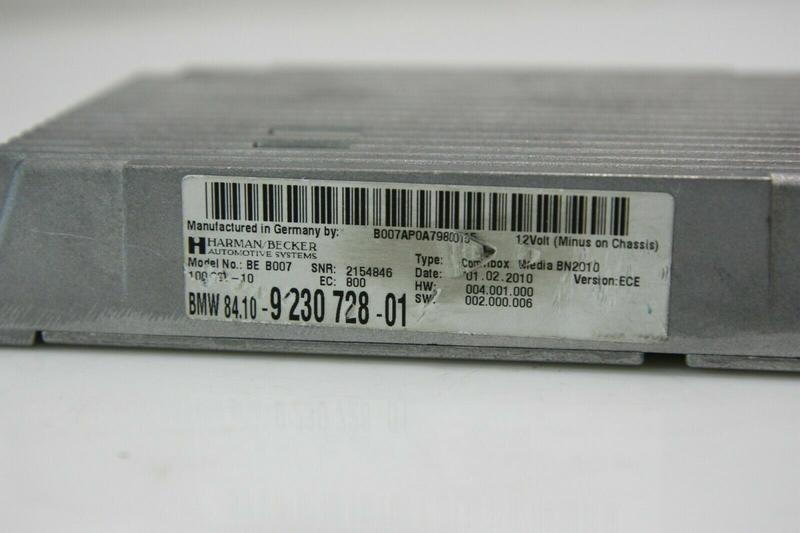 Manufactured in Germany by: 12Volt (Minus on Chassis)
HARMAN/BECKER
AUTOMOTIVE SYSTEMS
Model No.: BE B007 SNR: 2154846 Type: Media BN2010
EC: 800 Date: 01.02.2010 Version: ECE
HW: 004.001.000
SW: 002.000.006
BMW 84.10-9 230 728-01